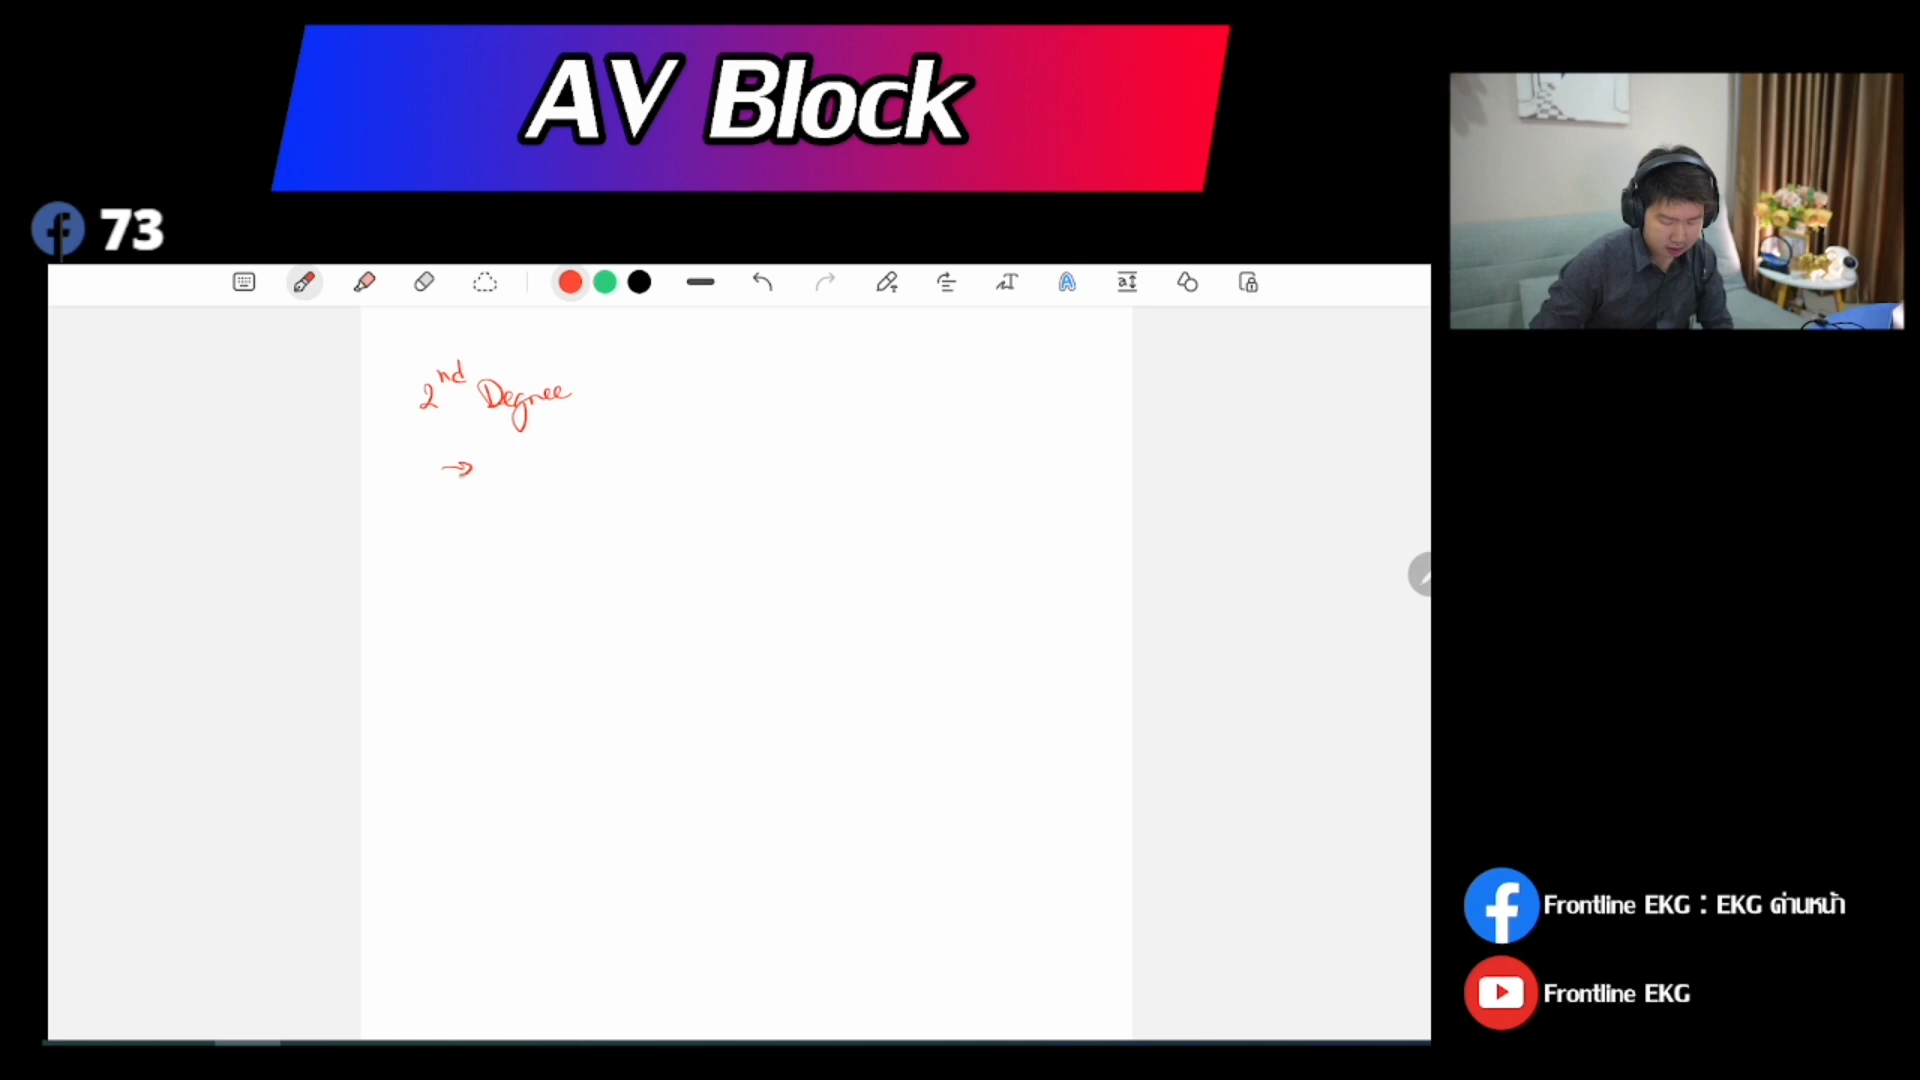 AV Block
73
2nd Degree
→
Frontline EKG : EKG ด่านหน้า
Frontline EKG